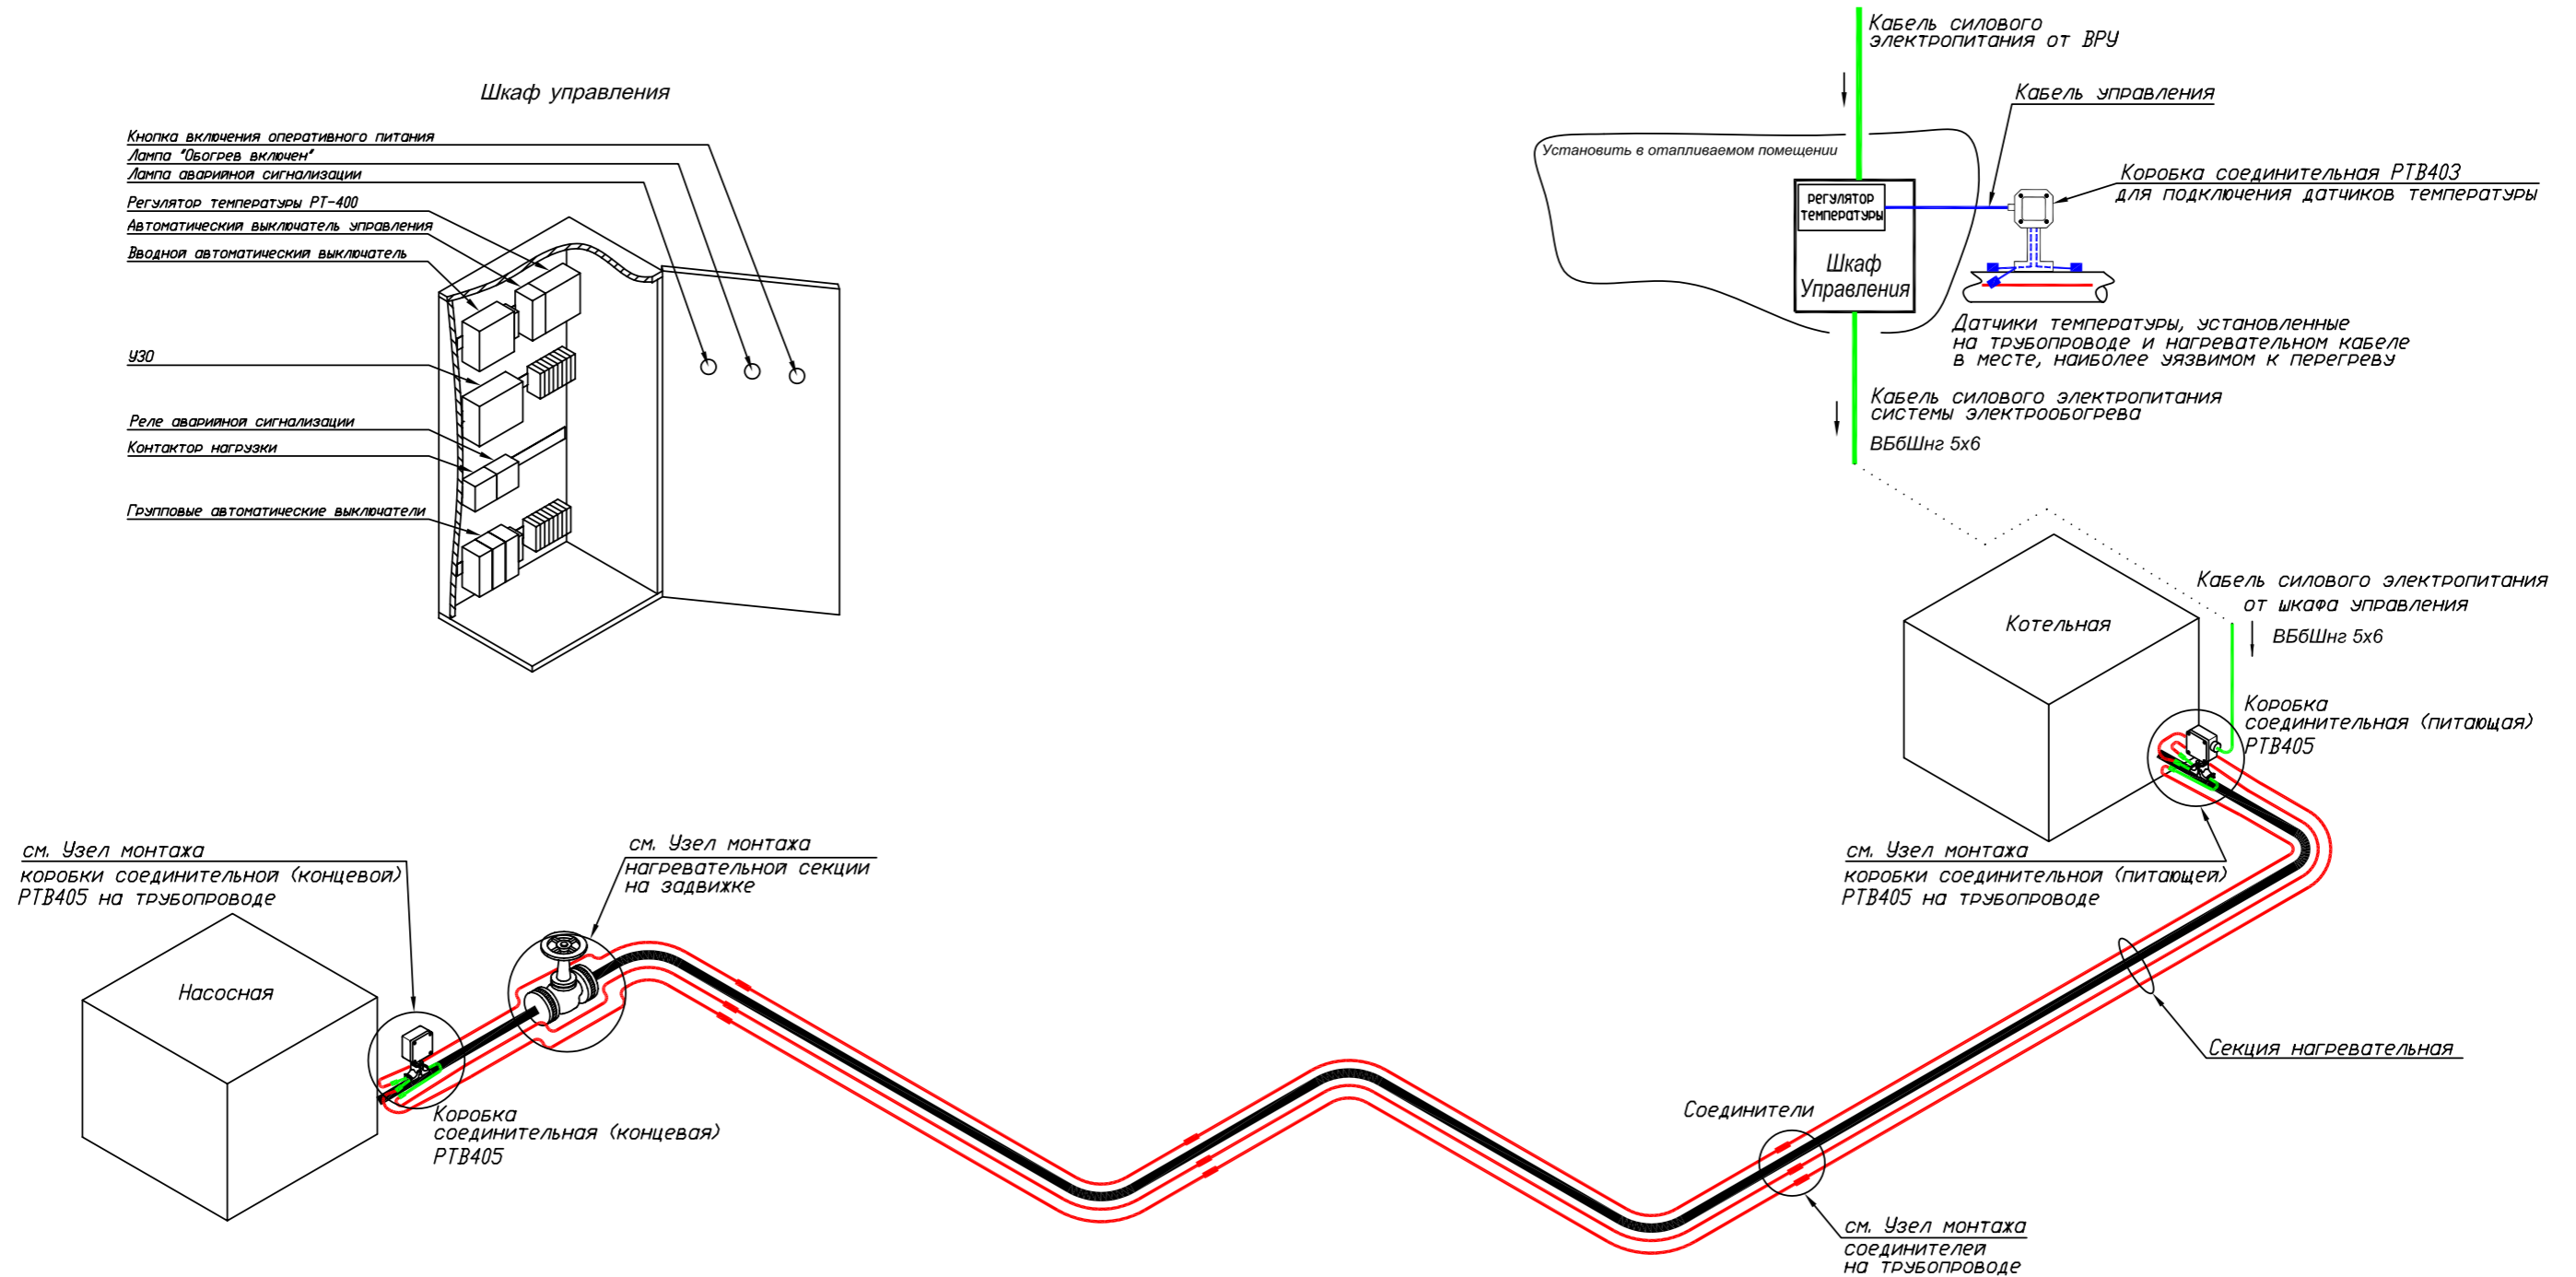 Шкаф управления
Кнопка включения оперативного питания
Лампа "Обогрев включен"
Лампа аварийной сигнализации
Регулятор температуры РТ-400
Автоматический выключатель управления
Вводной автоматический выключатель
УЗО
Реле аварийной сигнализации
Контактор нагрузки
Групповые автоматические выключатели
Кабель силового
электропитания от ВРУ
Кабель управления
Установить в отапливаемом помещении
Коробка соединительная РТВ403
для подключения датчиков температуры
регулятор
температуры
Шкаф
Управления
Датчики температуры, установленные
на трубопроводе и нагревательном кабеле
в месте, наиболее уязвимом к перегреву
Кабель силового электропитания
системы электрообогрева
ВБбШнг 5х6
Котельная
Кабель силового электропитания
от шкафа управления
ВБбШнг 5х6
Коробка
соединительная (питающая)
РТВ405
см. Узел монтажа
коробки соединительной (питающей)
РТВ405 на трубопроводе
см. Узел монтажа
коробки соединительной (концевой)
РТВ405 на трубопроводе
см. Узел монтажа
нагревательной секции
на задвижке
Насосная
Коробка
соединительная (концевая)
РТВ405
Секция нагревательная
Соединители
см. Узел монтажа
соединителей
на трубопроводе